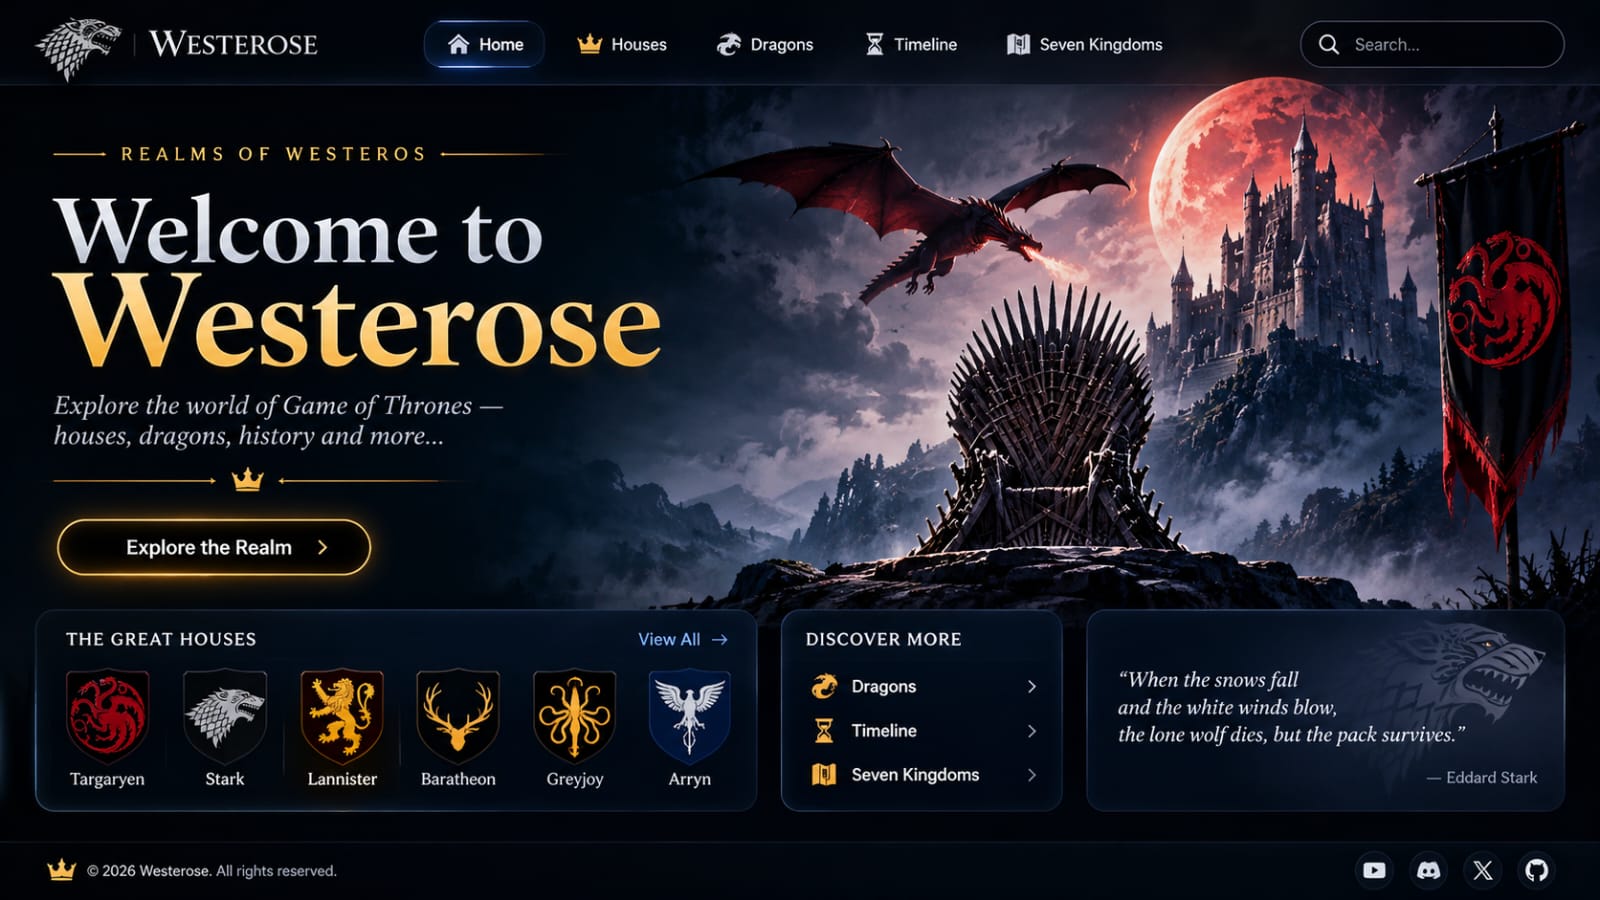 WESTEROSE
Home
Houses
Dragons
Timeline
Seven Kingdoms
Search...
REALMS OF WESTEROS
Welcome to
Westerose
Explore the world of Game of Thrones —
houses, dragons, history and more...
Explore the Realm
THE GREAT HOUSES
View All
Targaryen
Stark
Lannister
Baratheon
Greyjoy
Arryn
DISCOVER MORE
Dragons
Timeline
Seven Kingdoms
“When the snows fall
and the white winds blow,
the lone wolf dies, but the pack survives.”
— Eddard Stark
© 2026 Westerose. All rights reserved.